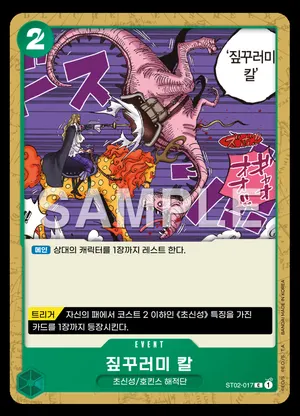 2
'짚꾸러미
칼'
SAMPLE
메인 상대의 캐릭터를 1장까지 레스트 한다.
트리거 자신의 패에서 코스트 2 이하인 《초신성》 특징을 가진
카드를 1장까지 등장시킨다.
EVENT
짚꾸러미 칼
초신성/호킨스 해적단
ST02-017 C 1